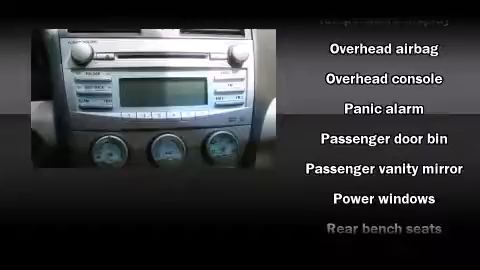 Overhead airbag
Overhead console
Panic alarm
Passenger door bin
Passenger vanity mirror
Power windows
Rear bench seats